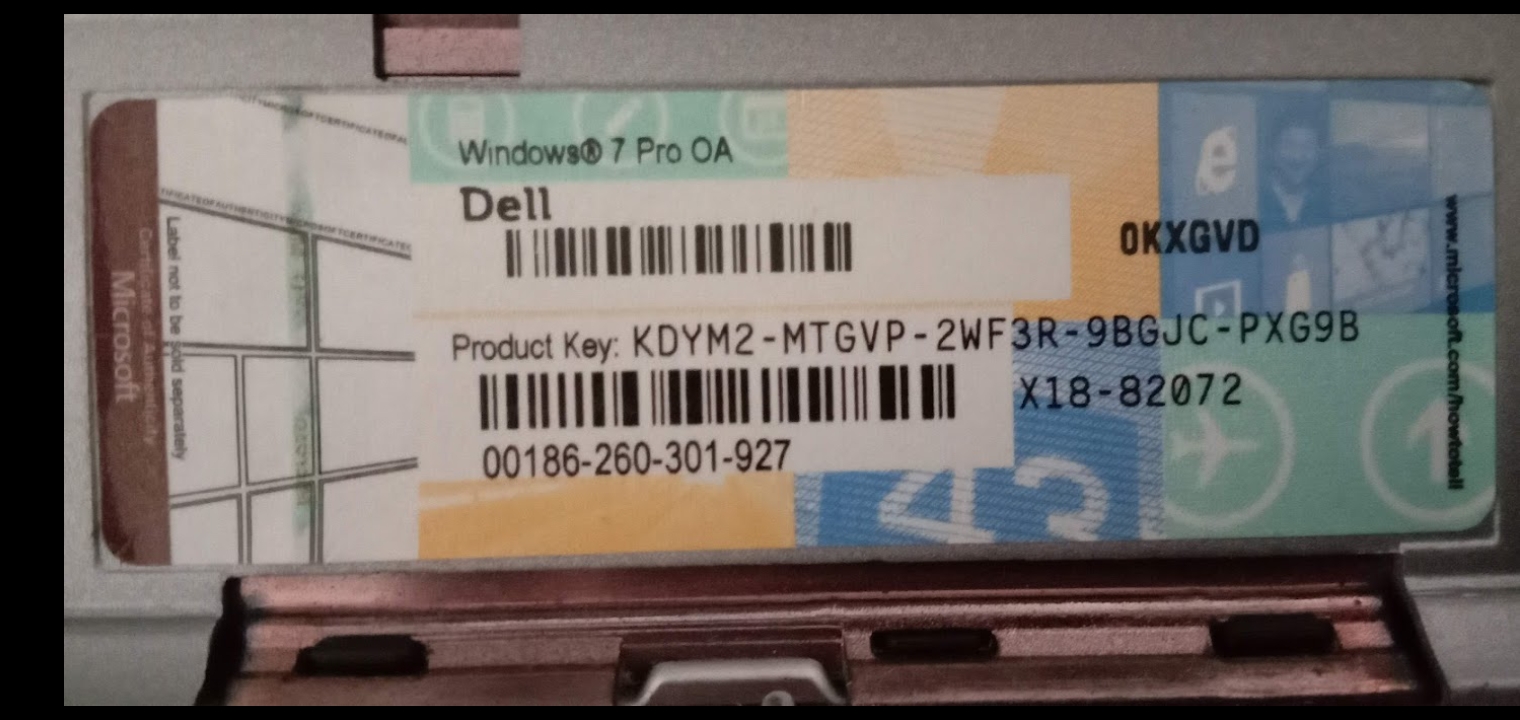 Windows® 7 Pro OA
Dell
0KXGVD
Product Key: KDYM2-MTGVP-2WF3R-9BGJC-PXG9B
X18-82072
00186-260-301-927
Label not to be sold separately
Certificate of Authenticity
Microsoft
www.microsoft.com/howtotell